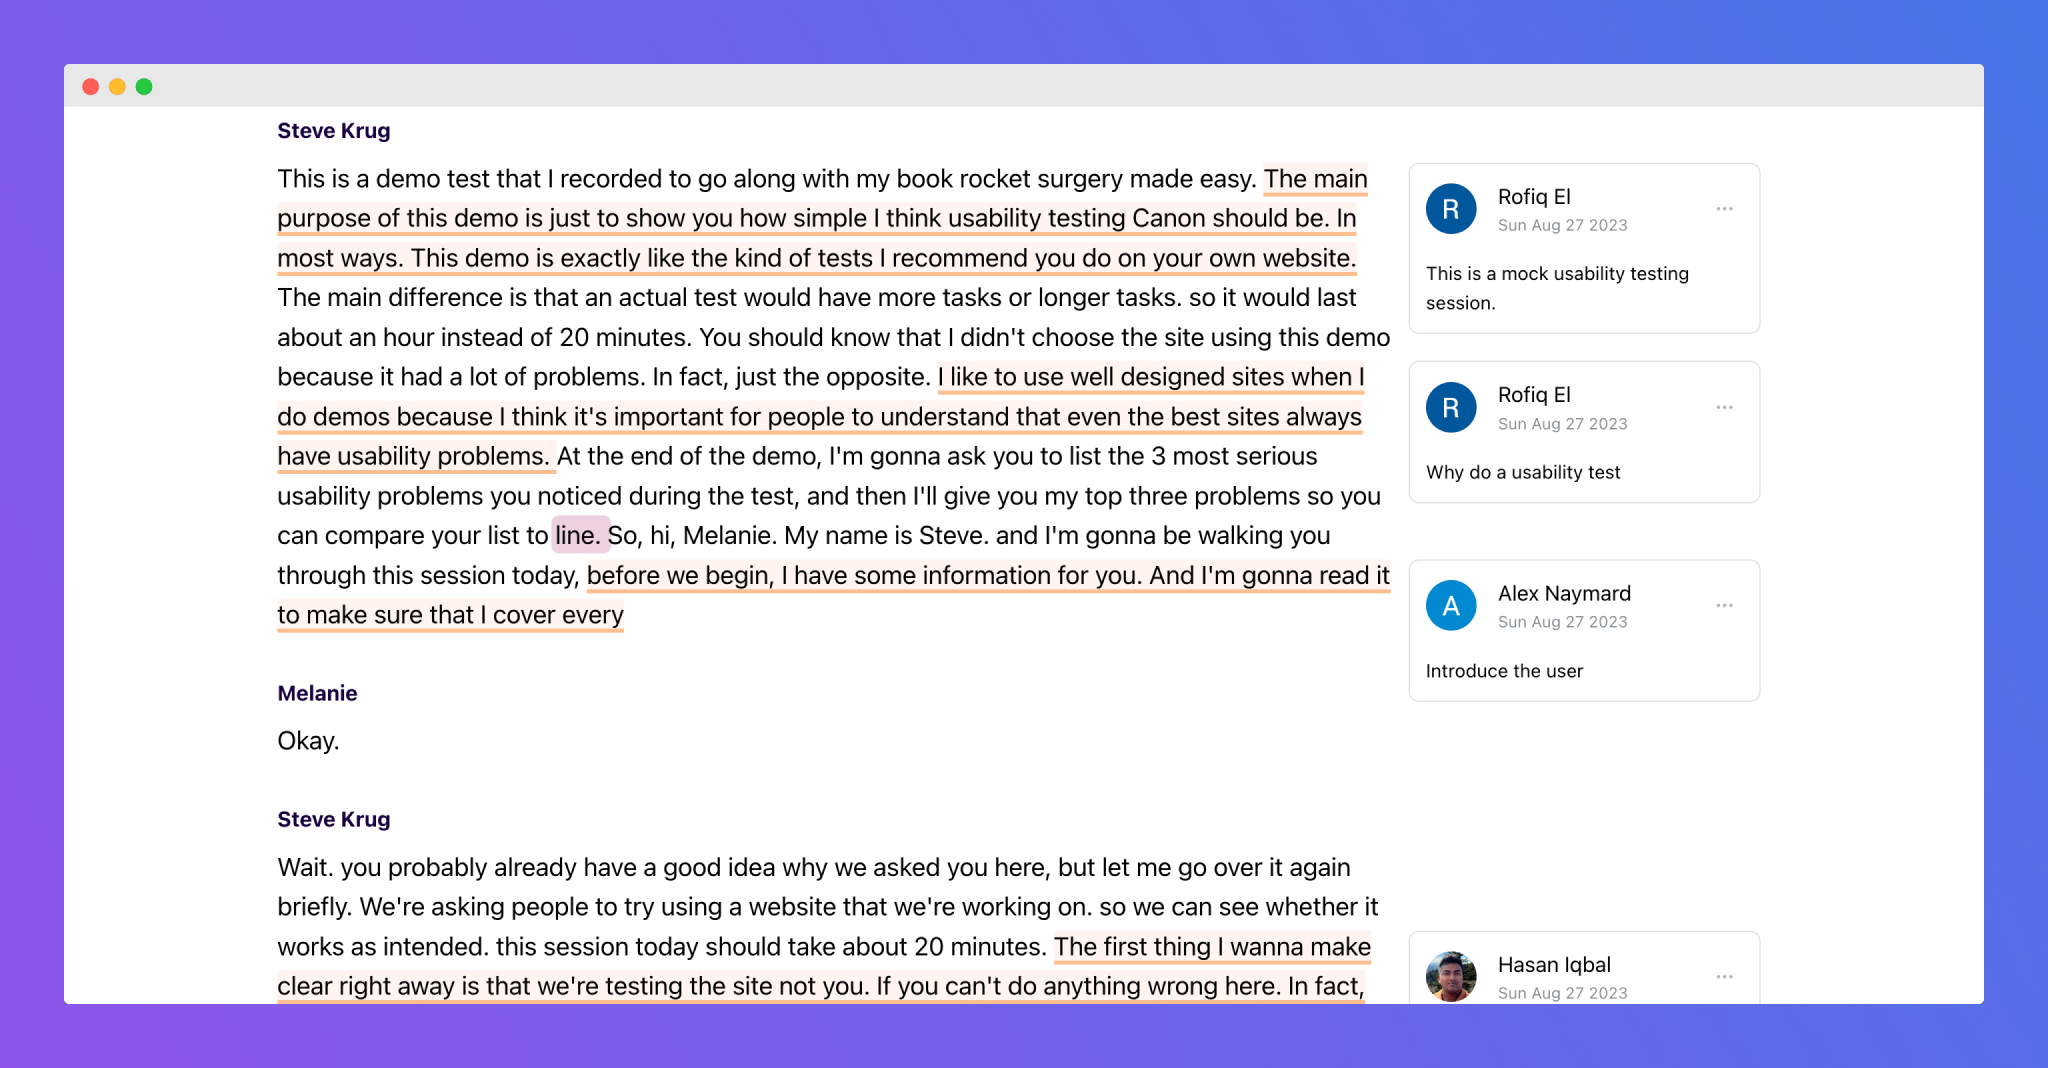 Steve Krug
This is a demo test that I recorded to go along with my book rocket surgery made easy. The main
purpose of this demo is just to show you how simple I think usability testing Canon should be. In
most ways. This demo is exactly like the kind of tests I recommend you do on your own website.
The main difference is that an actual test would have more tasks or longer tasks. so it would last
about an hour instead of 20 minutes. You should know that I didn't choose the site using this demo
because it had a lot of problems. In fact, just the opposite. I like to use well designed sites when I
do demos because I think it's important for people to understand that even the best sites always
have usability problems. At the end of the demo, I'm gonna ask you to list the 3 most serious
usability problems you noticed during the test, and then I'll give you my top three problems so you
can compare your list to line. So, hi, Melanie. My name is Steve. and I'm gonna be walking you
through this session today, before we begin, I have some information for you. And I'm gonna read it
to make sure that I cover every
Melanie
Okay.
Steve Krug
Wait. you probably already have a good idea why we asked you here, but let me go over it again
briefly. We're asking people to try using a website that we're working on. so we can see whether it
works as intended. this session today should take about 20 minutes. The first thing I wanna make
clear right away is that we're testing the site not you. If you can't do anything wrong here. In fact,
R
Rofiq El
Sun Aug 27 2023
This is a mock usability testing
session.
R
Rofiq El
Sun Aug 27 2023
Why do a usability test
A
Alex Naymard
Sun Aug 27 2023
Introduce the user
Hasan Iqbal
Sun Aug 27 2023